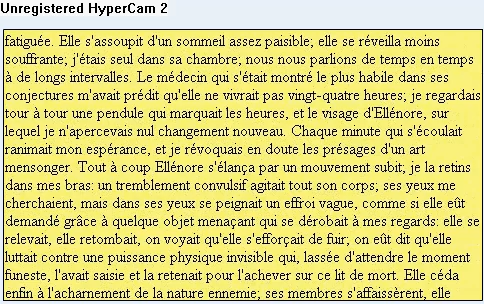 Unregistered HyperCam 2
fatiguée. Elle s'assoupit d'un sommeil assez paisible; elle se réveilla moins
souffrante; j'étais seul dans sa chambre; nous nous parlions de temps en temps
à de longs intervalles. Le médecin qui s'était montré le plus habile dans ses
conjectures m'avait prédit qu'elle ne vivrait pas vingt-quatre heures; je regardais
tour à tour une pendule qui marquait les heures, et le visage d'Ellénore, sur
lequel je n'apercevais nul changement nouveau. Chaque minute qui s'écoulait
ranimait mon espérance, et je révoquais en doute les présages d'un art
mensonger. Tout à coup Ellénore s'élança par un mouvement subit; je la retins
dans mes bras: un tremblement convulsif agitait tout son corps; ses yeux me
cherchaient, mais dans ses yeux se peignait un effroi vague, comme si elle eût
demandé grâce à quelque objet menaçant qui se dérobait à mes regards: elle se
relevait, elle retombait, on voyait qu'elle s'efforçait de fuir; on eût dit qu'elle
luttait contre une puissance physique invisible qui, lassée d'attendre le moment
funeste, l'avait saisie et la retenait pour l'achever sur ce lit de mort. Elle céda
enfin à l'acharnement de la nature ennemie; ses membres s'affaissèrent, elle